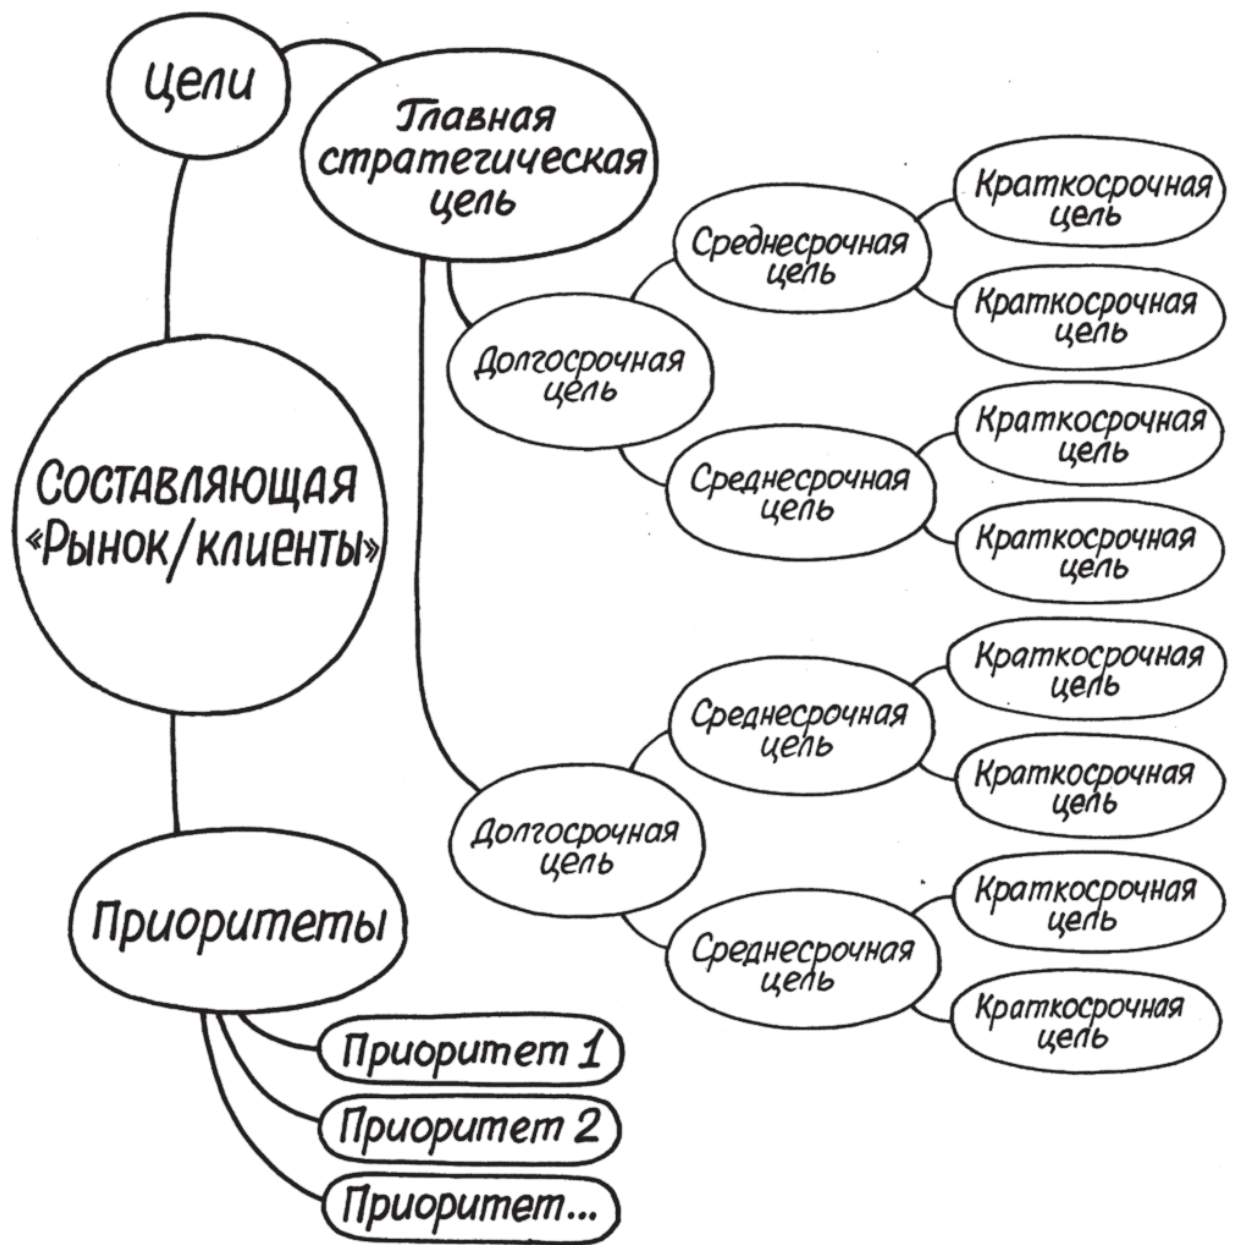 Цели
Главная
стратегическая
цель
Краткосрочная
цель
Среднесрочная
цель
Краткосрочная
цель
Долгосрочная
цель
Краткосрочная
цель
Среднесрочная
цель
Краткосрочная
цель
СОСТАВЛЯЮЩАЯ
«РЫНОК/КЛИЕНТЫ»
Краткосрочная
цель
Среднесрочная
цель
Краткосрочная
цель
Долгосрочная
цель
Краткосрочная
цель
Среднесрочная
цель
Краткосрочная
цель
Приоритеты
Приоритет 1
Приоритет 2
Приоритет...